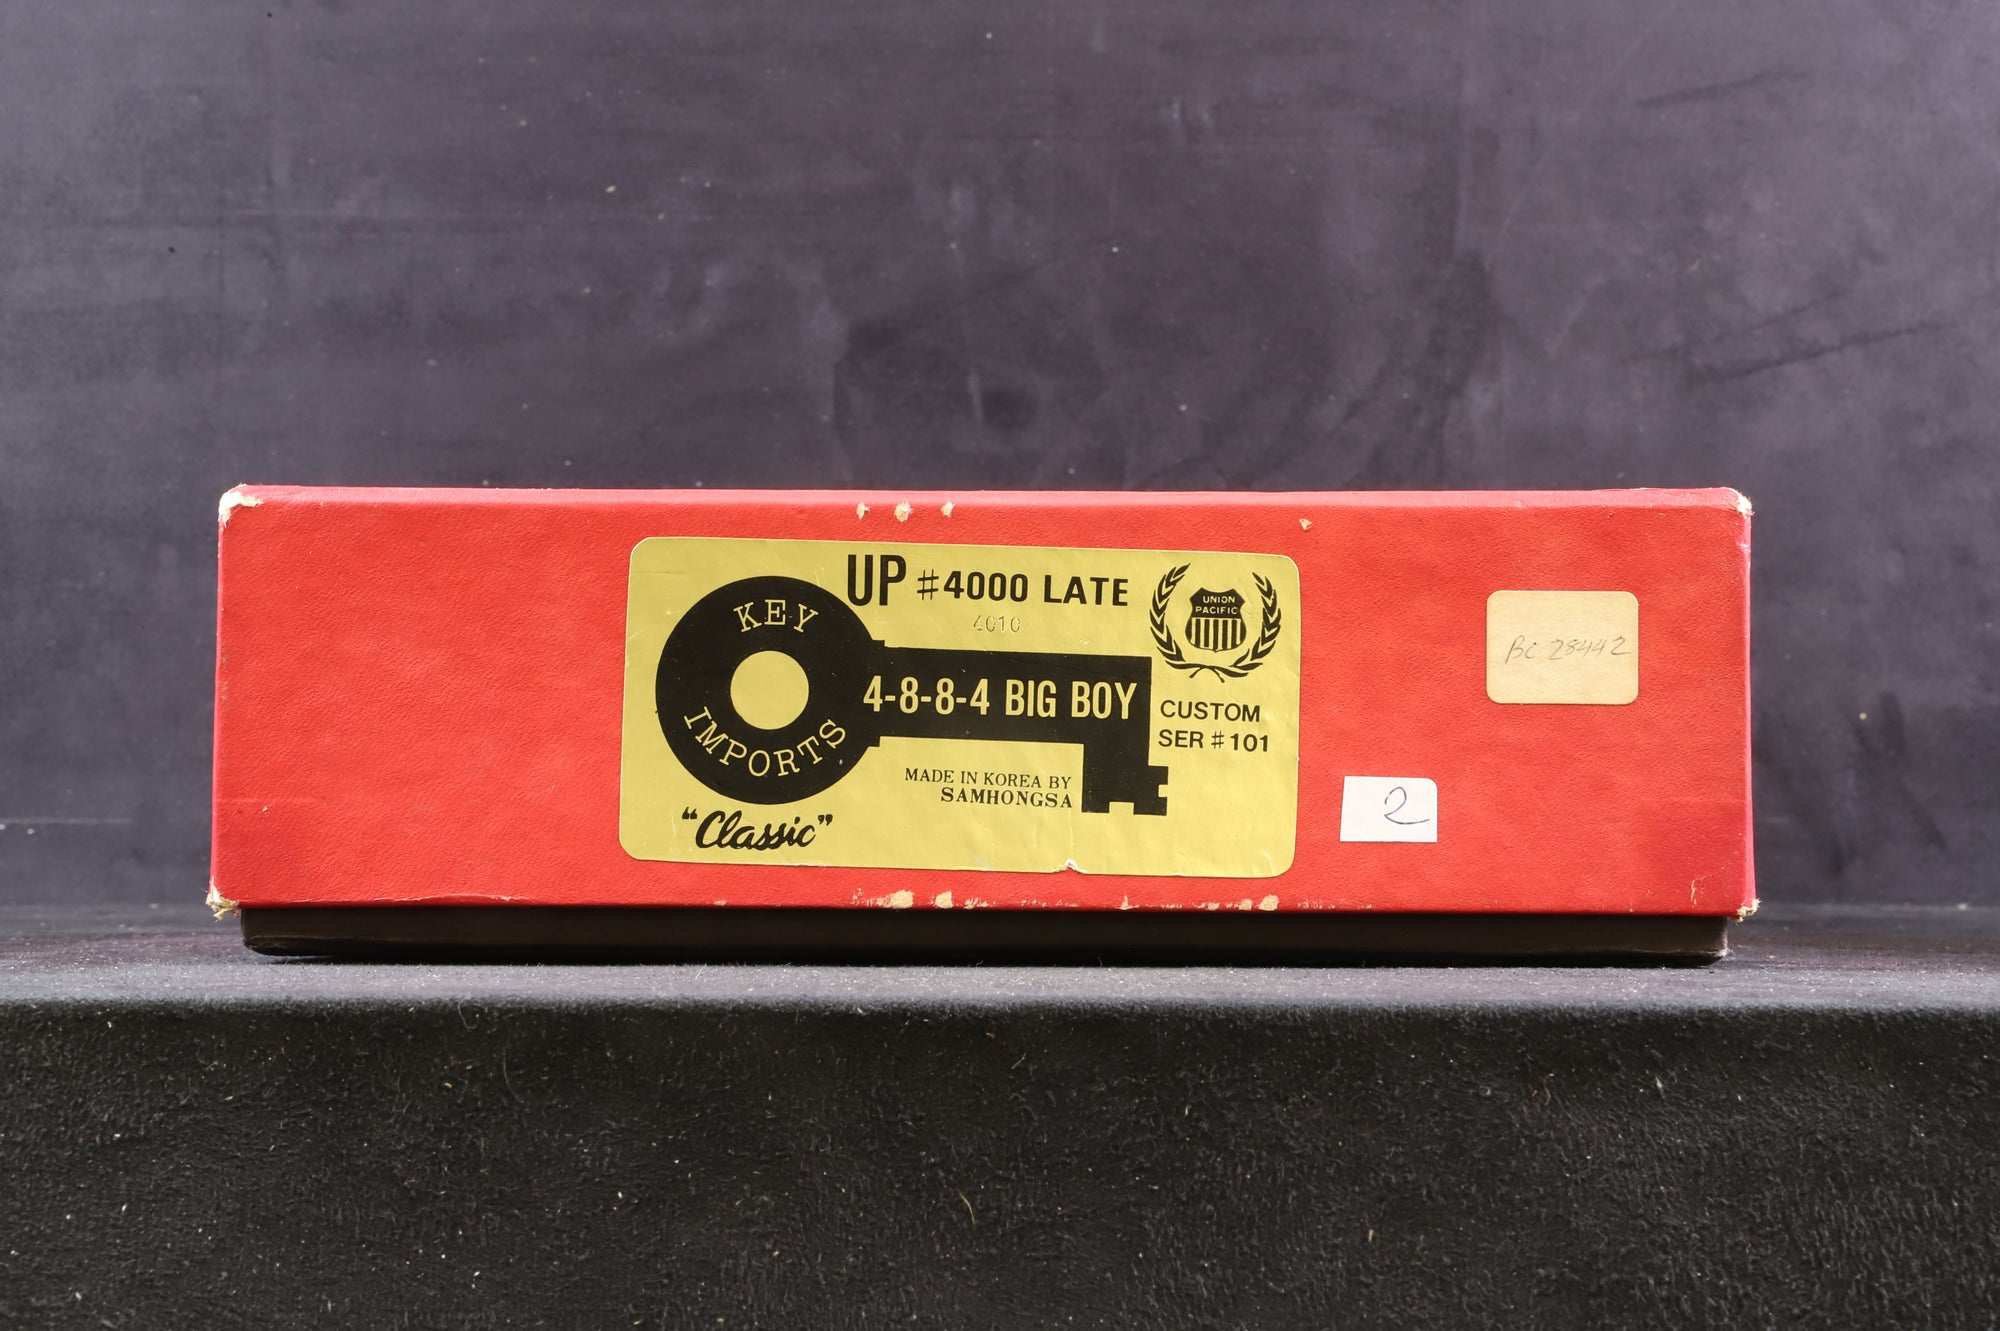 UP #4000 LATE
4010
KEY
IMPORTS
4-8-8-4 BIG BOY
UNION
PACIFIC
CUSTOM
SER #101
MADE IN KOREA BY
SAMHONGSA
"Classic"
BC 28442
2